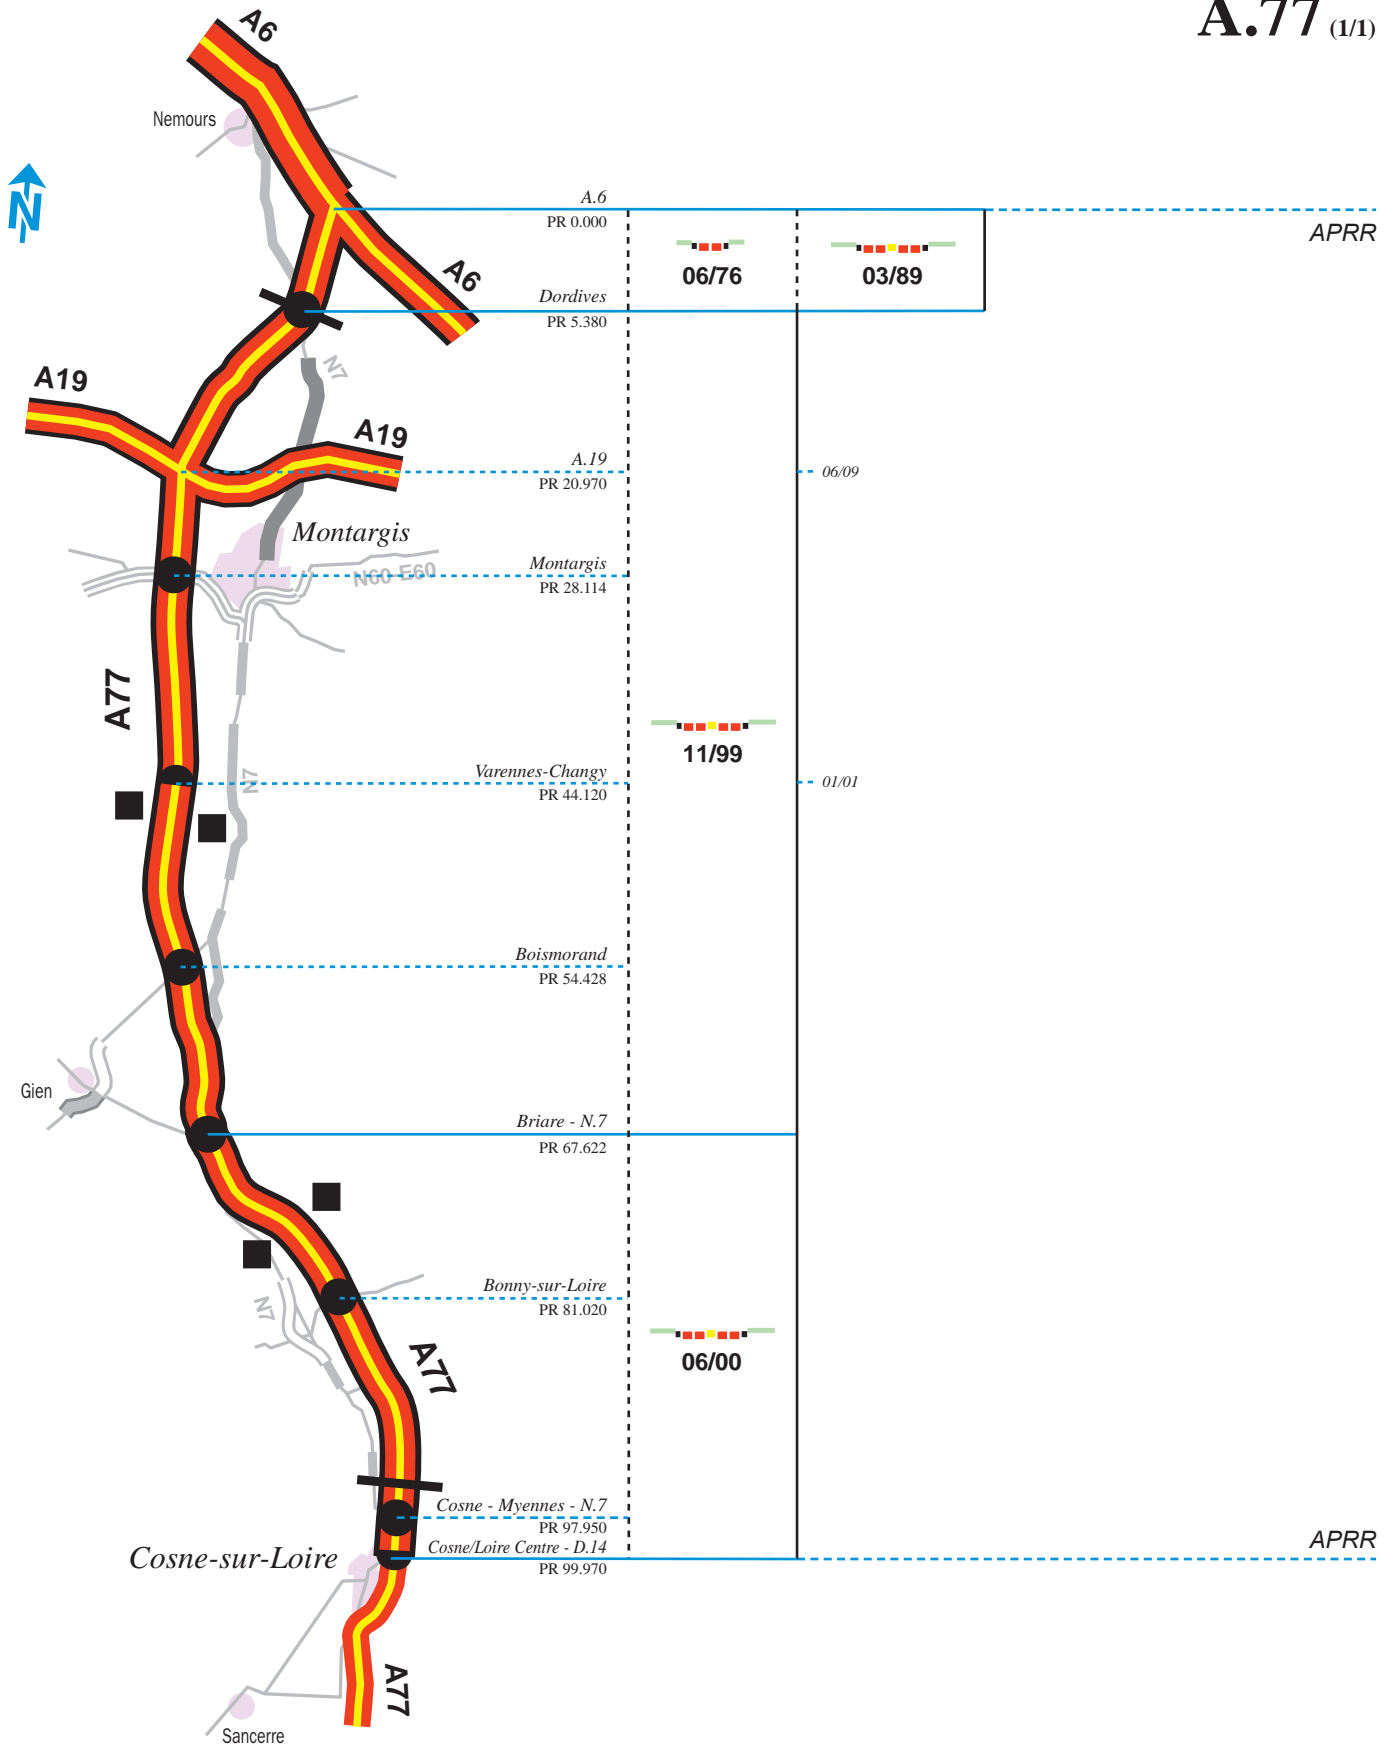 A.77 (1/1)
A6
Nemours
N
A.6
PR 0.000
APRR
06/76
03/89
A6
Dordives
PR 5.380
N7
A19
A19
A.19
PR 20.970
06/09
Montargis
N60 E60
Montargis
PR 28.114
A77
11/99
N7
Varennes-Changy
PR 44.120
01/01
Boismorand
PR 54.428
Gien
Briare - N.7
PR 67.622
Bonny-sur-Loire
PR 81.020
N7
06/00
A77
Cosne - Myennes - N.7
PR 97.950
Cosne-sur-Loire
Cosne/Loire Centre - D.14
PR 99.970
APRR
A77
Sancerre